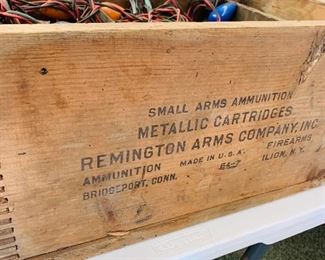 SMALL ARMS AMMUNITION
METALLIC CARTRIDGES
REMINGTON ARMS COMPANY, INC.
AMMUNITION MADE IN U.S.A. FIREARMS
BRIDGEPORT, CONN. ILION, N.Y.